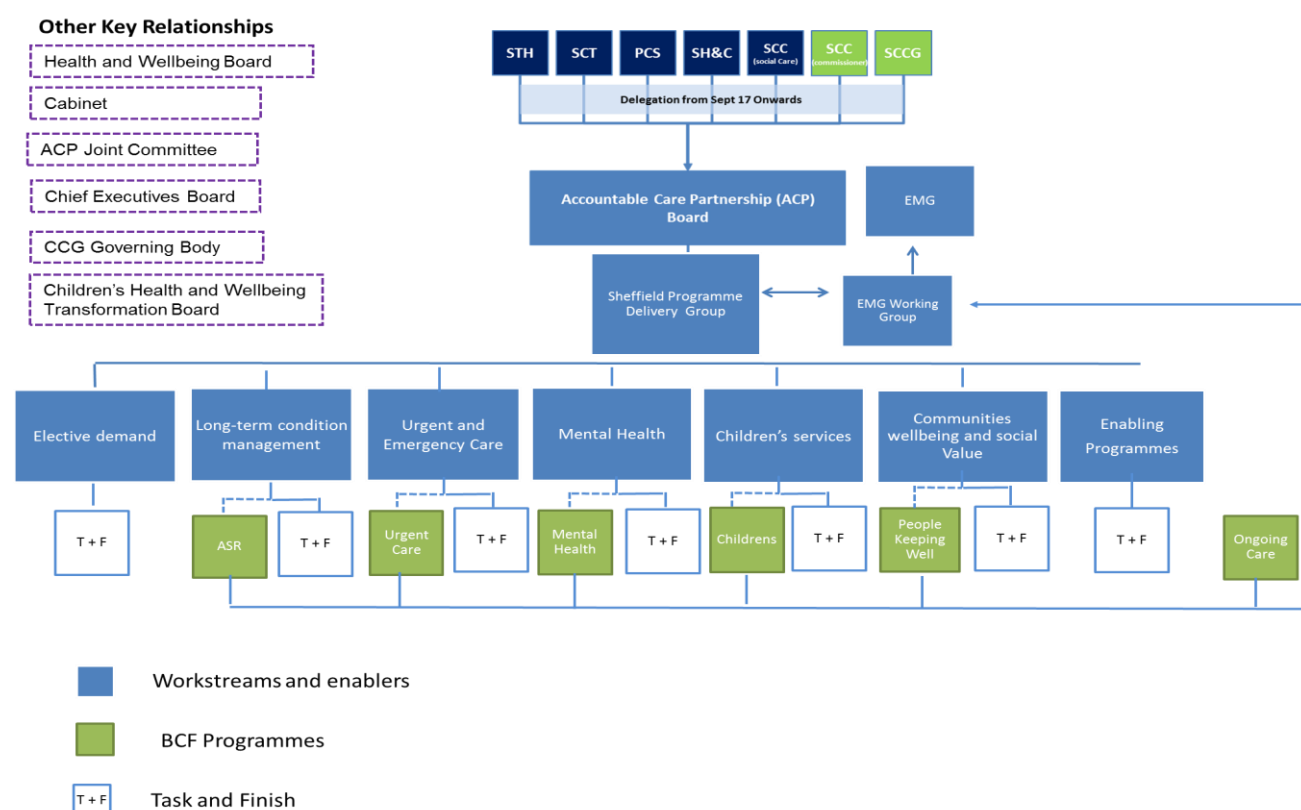 Other Key Relationships
Health and Wellbeing Board
Cabinet
ACP Joint Committee
Chief Executives Board
CCG Governing Body
Children's Health and Wellbeing
Transformation Board
STH
SCT
PCS
SH&C
SCC
(social Care)
SCC
(commissioner)
SCCG
Delegation from Sept 17 Onwards
Accountable Care Partnership (ACP)
Board
EMG
Sheffield Programme
Delivery Group
EMG Working
Group
Elective demand
Long-term condition
management
Urgent and
Emergency Care
Mental Health
Children's services
Communities
wellbeing and social
Value
Enabling
Programmes
T + F
ASR
T + F
Urgent
Care
T + F
Mental
Health
T + F
Childrens
T + F
People
Keeping
Well
T + F
T + F
Ongoing
Care
Workstreams and enablers
BCF Programmes
T + F
Task and Finish